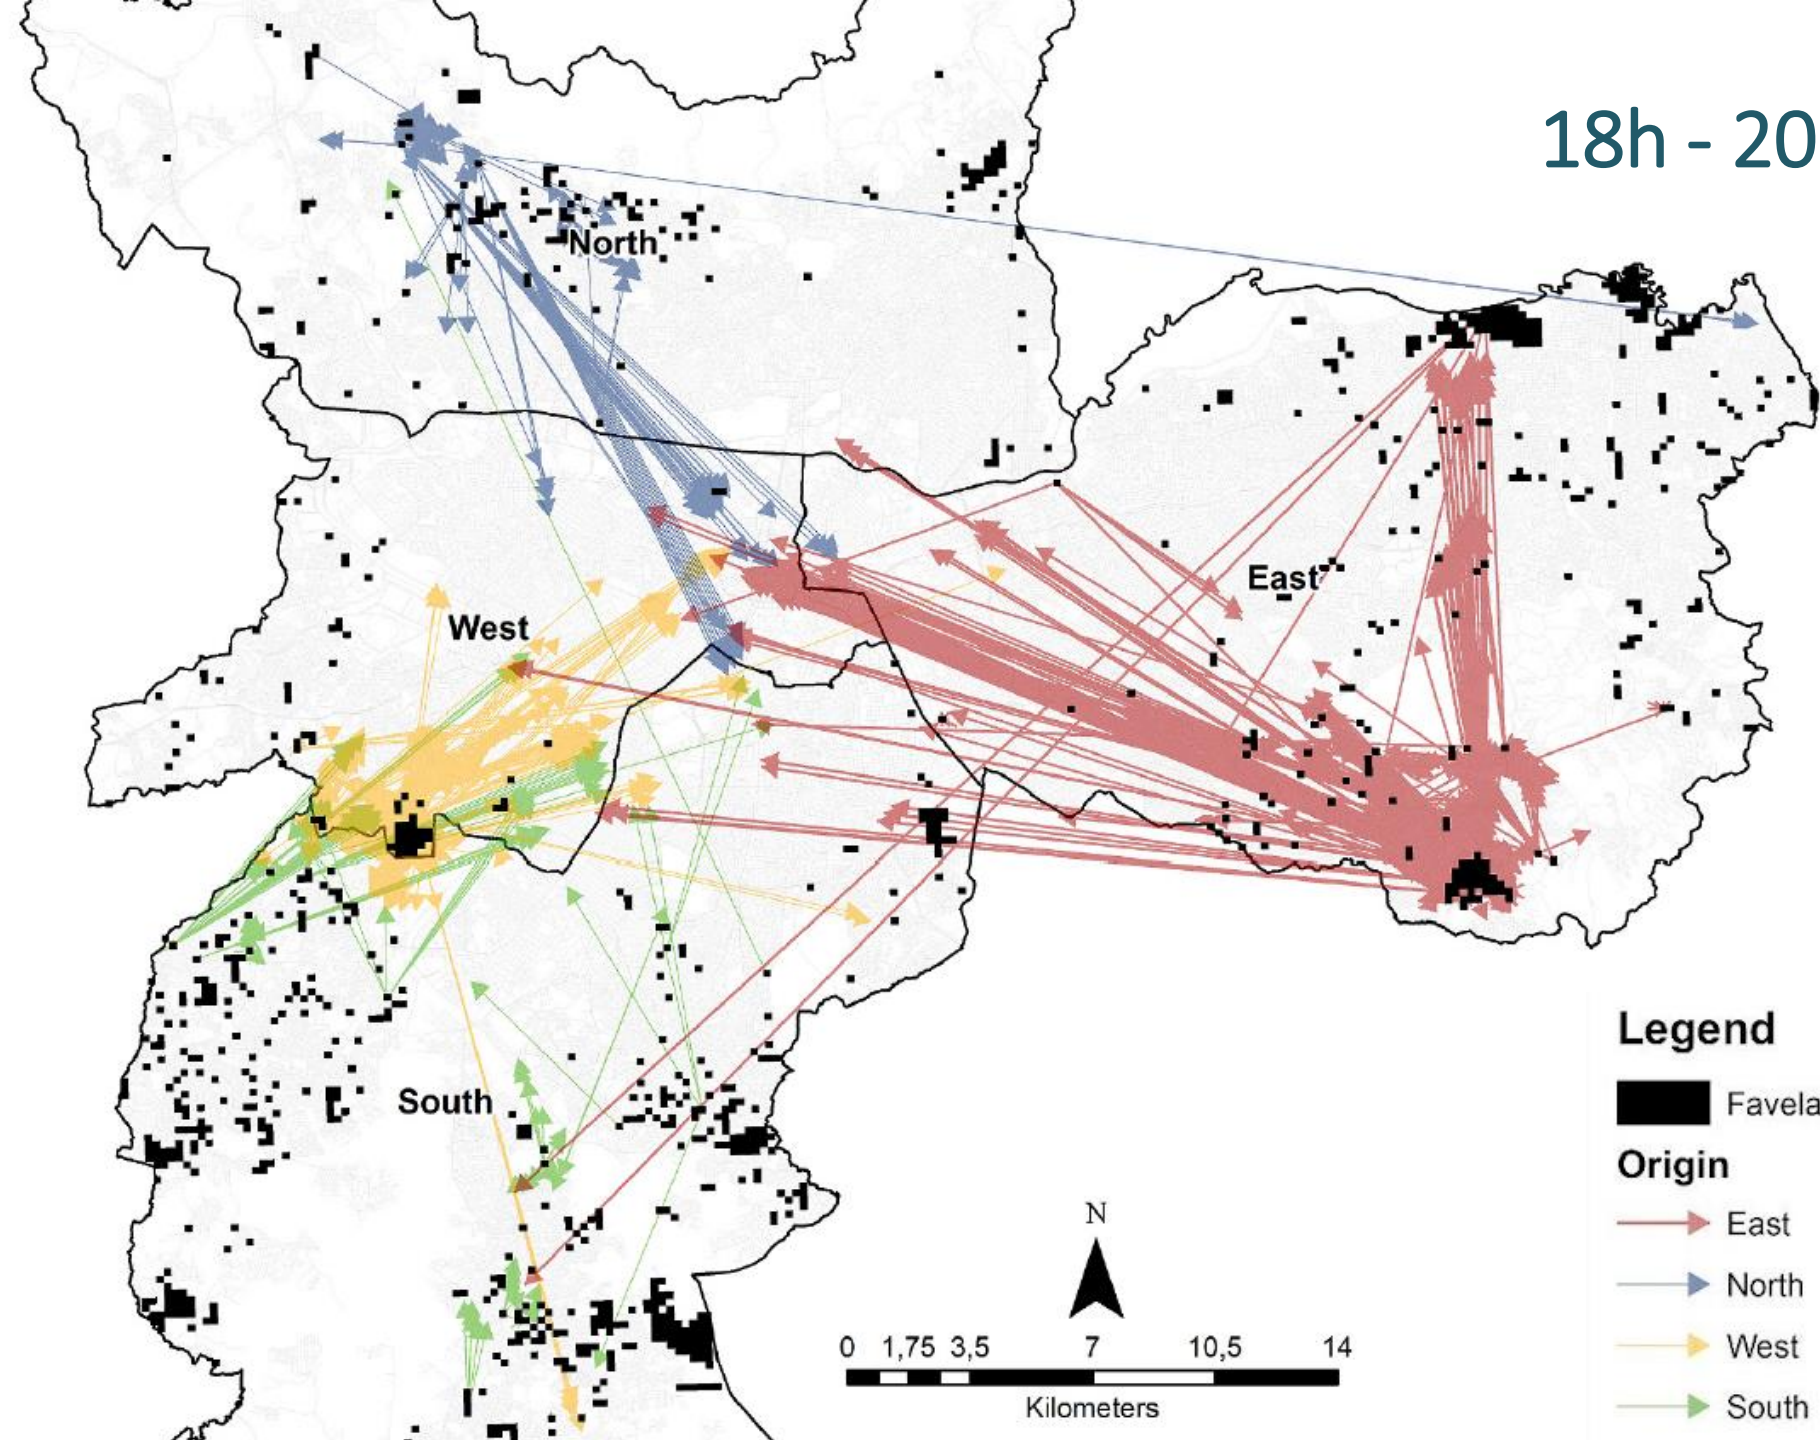 18h - 20
North
East
West
South
Legend
Favela
Origin
East
North
West
South
N
0 1,75 3,5 7 10,5 14
Kilometers